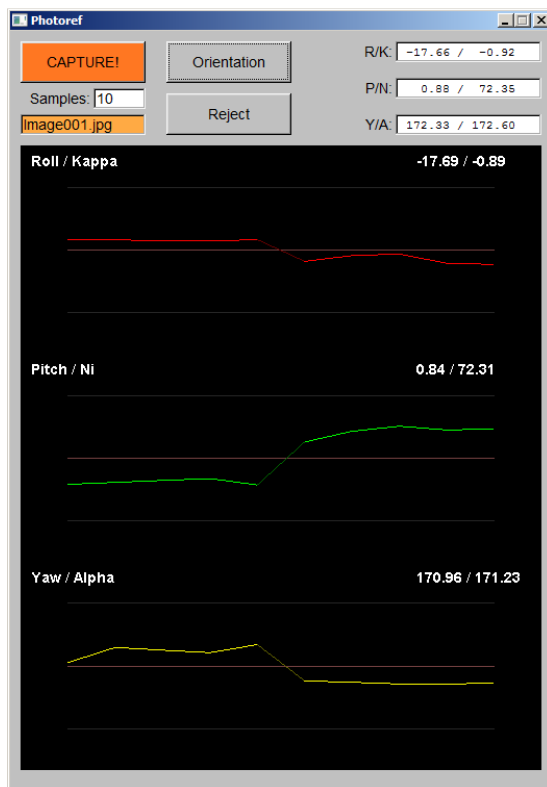 Photoref
CAPTURE!
Orientation
R/K: -17.66 / -0.92
Samples: 10
Reject
P/N: 0.88 / 72.35
Image001.jpg
Y/A: 172.33 / 172.60
Roll / Kappa -17.69 / -0.89
Pitch / Ni 0.84 / 72.31
Yaw / Alpha 170.96 / 171.23